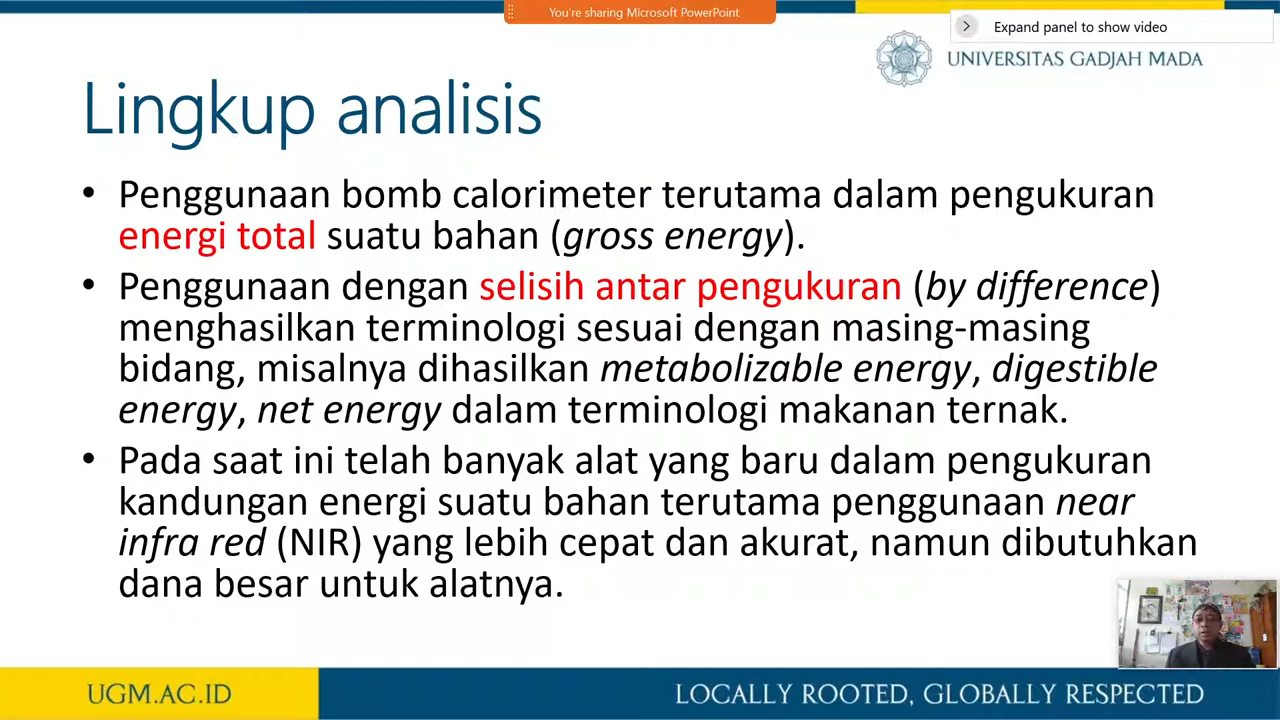 You're sharing Microsoft PowerPoint
Expand panel to show video
UNIVERSITAS GADJAH MADA
Lingkup analisis
• Penggunaan bomb calorimeter terutama dalam pengukuran
energi total suatu bahan (gross energy).
• Penggunaan dengan selisih antar pengukuran (by difference)
menghasilkan terminologi sesuai dengan masing-masing
bidang, misalnya dihasilkan metabolizable energy, digestible
energy, net energy dalam terminologi makanan ternak.
• Pada saat ini telah banyak alat yang baru dalam pengukuran
kandungan energi suatu bahan terutama penggunaan near
infra red (NIR) yang lebih cepat dan akurat, namun dibutuhkan
dana besar untuk alatnya.
UGM.AC.ID
LOCALLY ROOTED, GLOBALLY RESPECTED